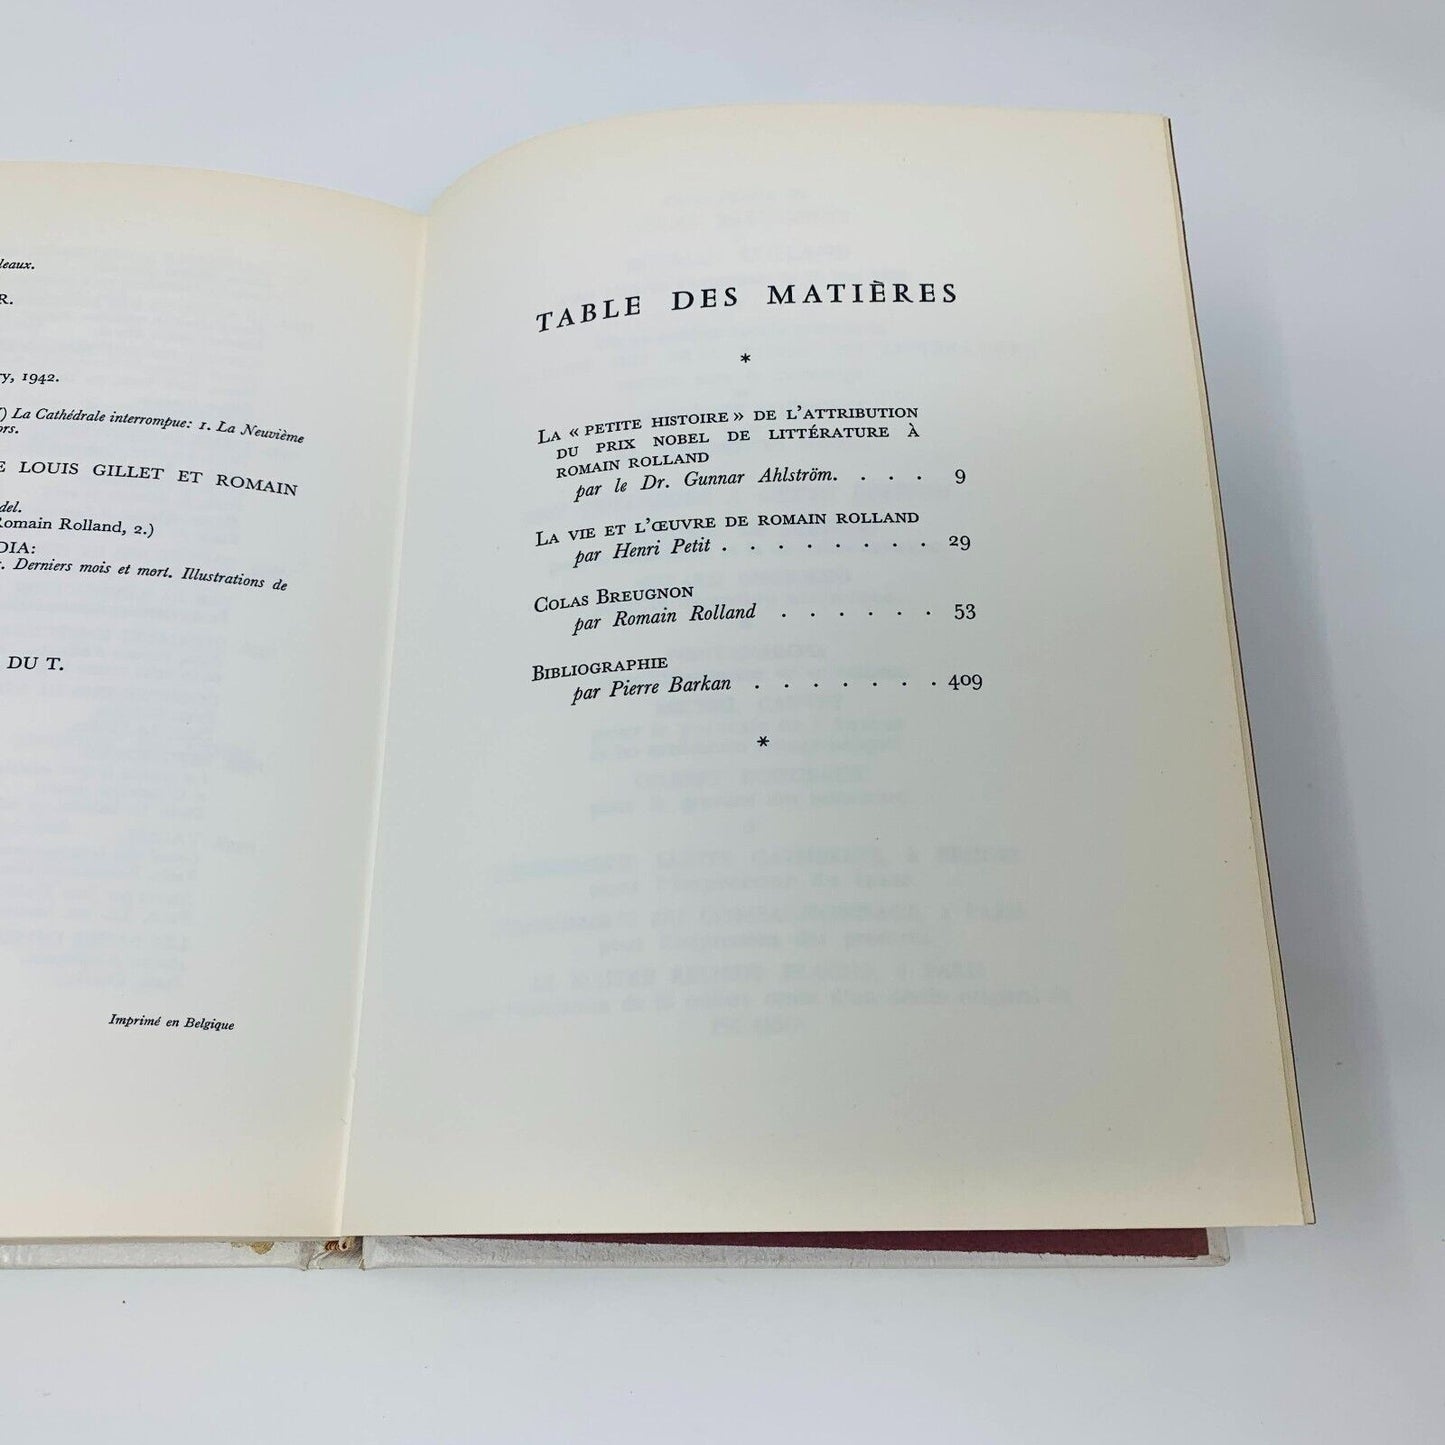 leaux.
R.
ry, 1942.
) La Cathédrale interrompue: 1. La Neuvième
ors.
E LOUIS GILLET ET ROMAIN
del.
Romain Rolland, 2.)
DIA:
. Derniers mois et mort. Illustrations de
DU T.
Imprimé en Belgique
TABLE DES MATIÈRES
*
LA « PETITE HISTOIRE » DE L'ATTRIBUTION
DU PRIX NOBEL DE LITTÉRATURE À
ROMAIN ROLLAND
par le Dr. Gunnar Ahlström. . . . 9
LA VIE ET L'ŒUVRE DE ROMAIN ROLLAND
par Henri Petit . . . . . . . . 29
COLAS BREUGNON
par Romain Rolland . . . . . . 53
BIBLIOGRAPHIE
par Pierre Barkan . . . . . . . 409
*